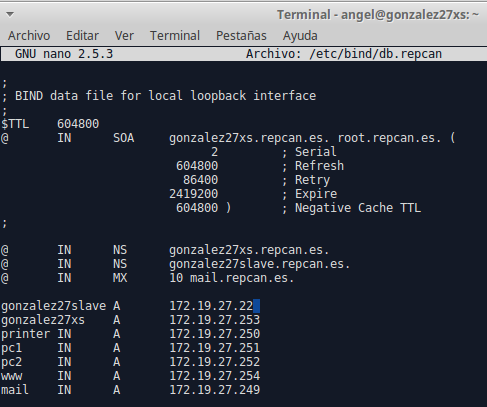 Terminal - angel@gonzalez27xs: ~
Archivo Editar Ver Terminal Pestañas Ayuda
GNU nano 2.5.3 Archivo: /etc/bind/db.repcan
;
; BIND data file for local loopback interface
;
$TTL 604800
@ IN SOA gonzalez27xs.repcan.es. root.repcan.es. (
2 ; Serial
604800 ; Refresh
86400 ; Retry
2419200 ; Expire
604800 ) ; Negative Cache TTL
;
@ IN NS gonzalez27xs.repcan.es.
@ IN NS gonzalez27slave.repcan.es.
@ IN MX 10 mail.repcan.es.
gonzalez27slave A 172.19.27.22
gonzalez27xs A 172.19.27.253
printer IN A 172.19.27.250
pc1 IN A 172.19.27.251
pc2 IN A 172.19.27.252
www IN A 172.19.27.254
mail IN A 172.19.27.249